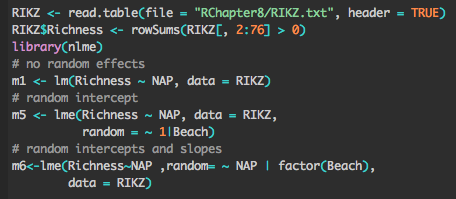 RIKZ <- read.table(file = "RChapter8/RIKZ.txt", header = TRUE)
RIKZ$Richness <- rowSums(RIKZ[, 2:76] > 0)
library(nlme)
# no random effects
m1 <- lm(Richness ~ NAP, data = RIKZ)
# random intercept
m5 <- lme(Richness ~ NAP, data = RIKZ,
random = ~ 1|Beach)
# random intercepts and slopes
m6<-lme(Richness~NAP ,random= ~ NAP | factor(Beach),
data = RIKZ)